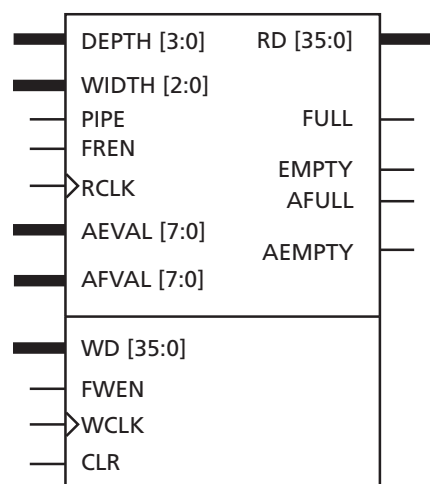 DEPTH [3:0] RD [35:0]
WIDTH [2:0]
PIPE FULL
FREN
EMPTY
RCLK AFULL
AEVAL [7:0]
AEMPTY
AFVAL [7:0]
WD [35:0]
FWEN
WCLK
CLR